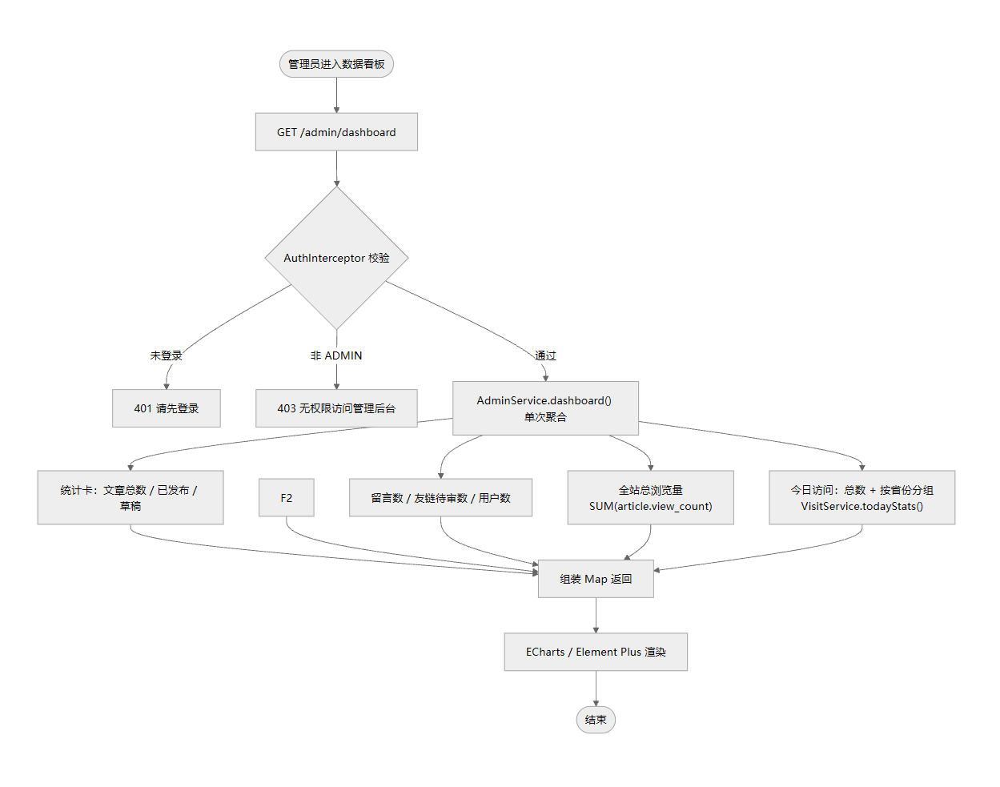 管理员进入数据看板
GET /admin/dashboard
AuthInterceptor 校验
未登录
非 ADMIN
通过
401 请先登录
403 无权限访问管理后台
AdminService.dashboard()
单次聚合
统计卡：文章总数 / 已发布 /
草稿
F2
留言数 / 友链待审数 / 用户数
全站总浏览量
SUM(article.view_count)
今日访问：总数 + 按省份分组
VisitService.todayStats()
组装 Map 返回
ECharts / Element Plus 渲染
结束